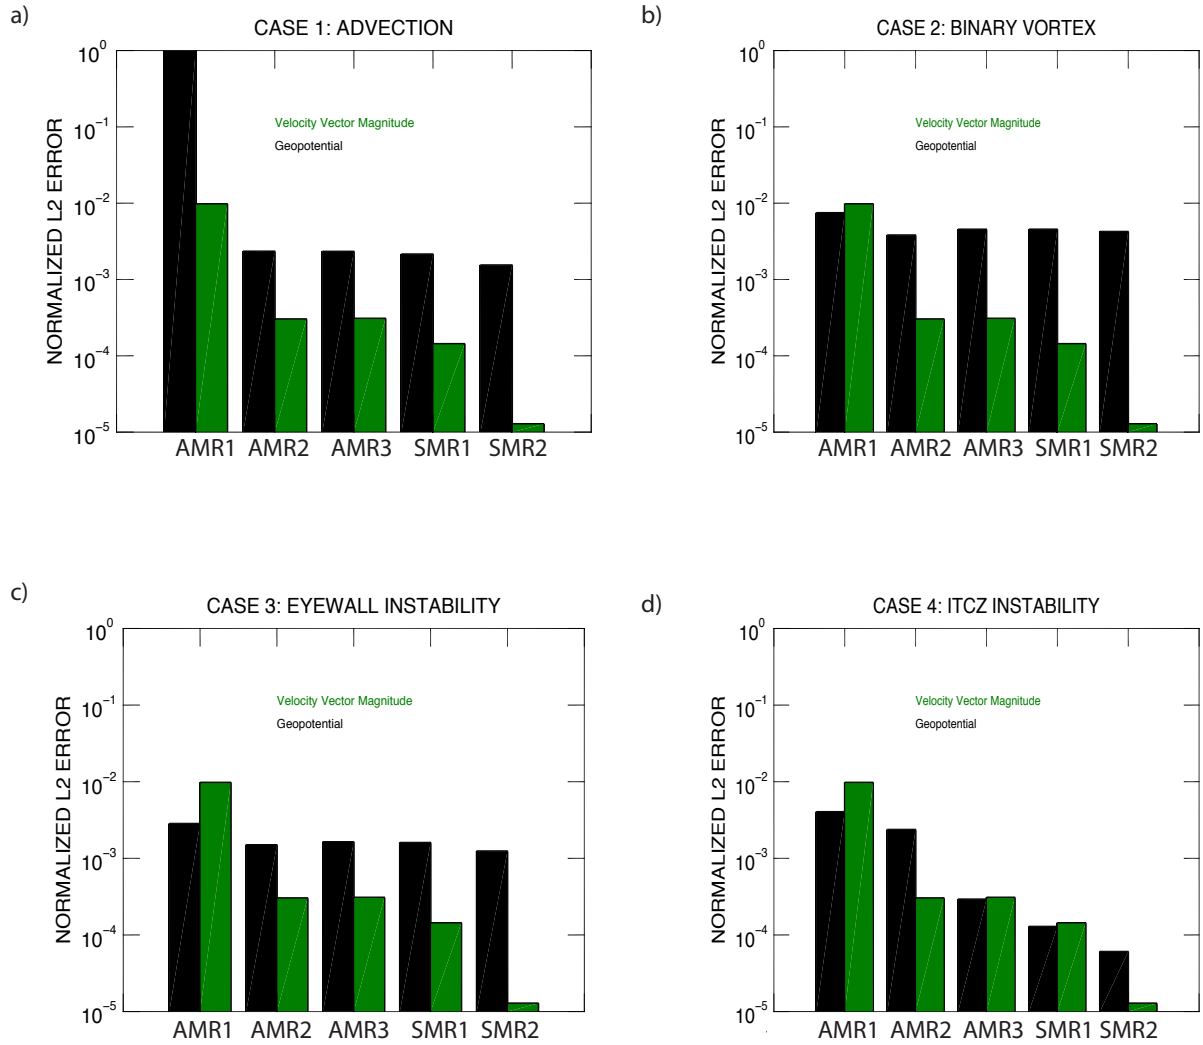 a)
CASE 1: ADVECTION
NORMALIZED L2 ERROR
10^0
10^−1
10^−2
10^−3
10^−4
10^−5
Velocity Vector Magnitude
Geopotential
AMR1 AMR2 AMR3 SMR1 SMR2
b)
CASE 2: BINARY VORTEX
NORMALIZED L2 ERROR
10^0
10^−1
10^−2
10^−3
10^−4
10^−5
Velocity Vector Magnitude
Geopotential
AMR1 AMR2 AMR3 SMR1 SMR2
c)
CASE 3: EYEWALL INSTABILITY
NORMALIZED L2 ERROR
10^0
10^−1
10^−2
10^−3
10^−4
10^−5
Velocity Vector Magnitude
Geopotential
AMR1 AMR2 AMR3 SMR1 SMR2
d)
CASE 4: ITCZ INSTABILITY
NORMALIZED L2 ERROR
10^0
10^−1
10^−2
10^−3
10^−4
10^−5
Velocity Vector Magnitude
Geopotential
AMR1 AMR2 AMR3 SMR1 SMR2